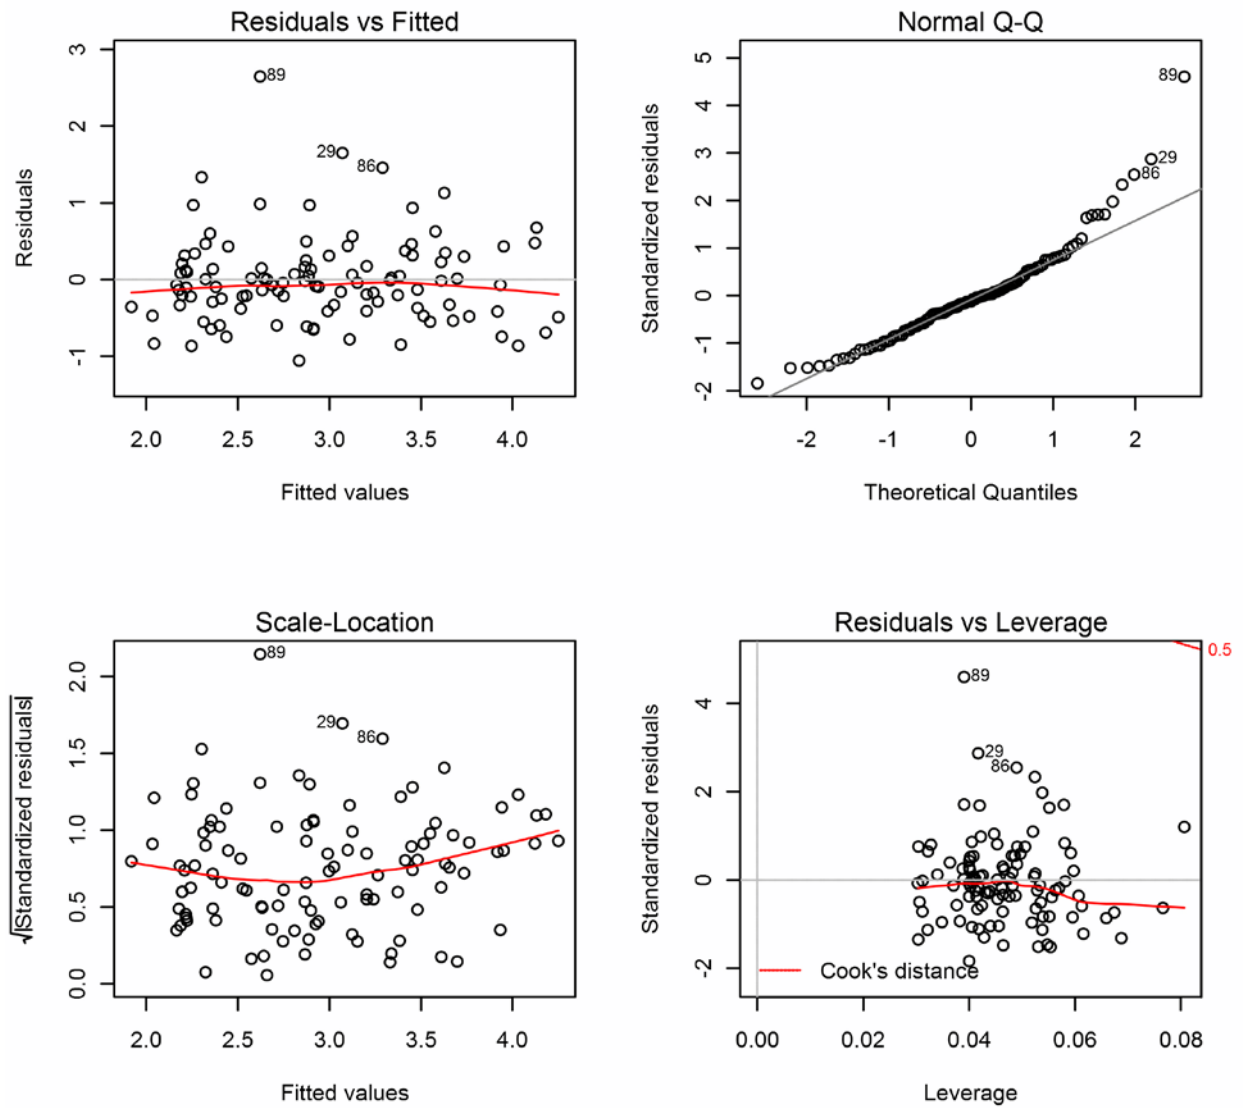 Residuals vs Fitted
Residuals
3
2
1
0
-1
89
29
86
2.0 2.5 3.0 3.5 4.0
Fitted values
Normal Q-Q
Standardized residuals
5
4
3
2
1
0
-1
-2
89
29
86
-2 -1 0 1 2
Theoretical Quantiles
Scale-Location
√|Standardized residuals|
2.0
1.5
1.0
0.5
0.0
89
29
86
2.0 2.5 3.0 3.5 4.0
Fitted values
Residuals vs Leverage
Standardized residuals
4
2
0
-2
0.5
89
29
86
Cook's distance
0.00 0.02 0.04 0.06 0.08
Leverage